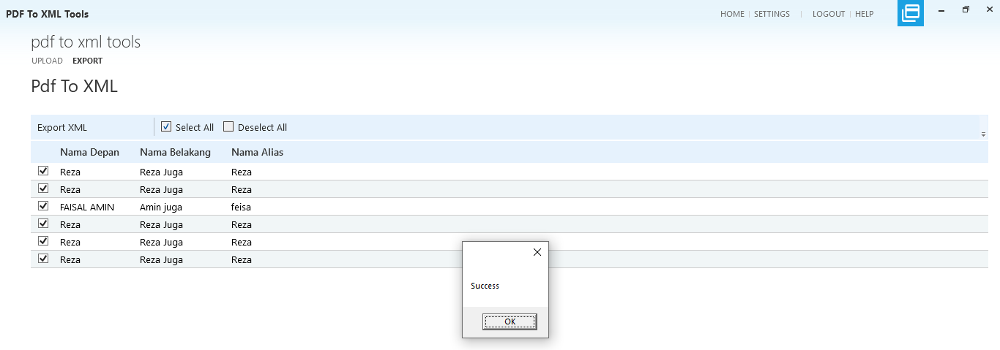 PDF To XML Tools
HOME | SETTINGS | LOGOUT | HELP
pdf to xml tools
UPLOAD EXPORT
Pdf To XML
Export XML Select All Deselect All
Nama Depan Nama Belakang Nama Alias
Reza Reza Juga Reza
Reza Reza Juga Reza
FAISAL AMIN Amin juga feisa
Reza Reza Juga Reza
Reza Reza Juga Reza
Reza Reza Juga Reza
Success
OK